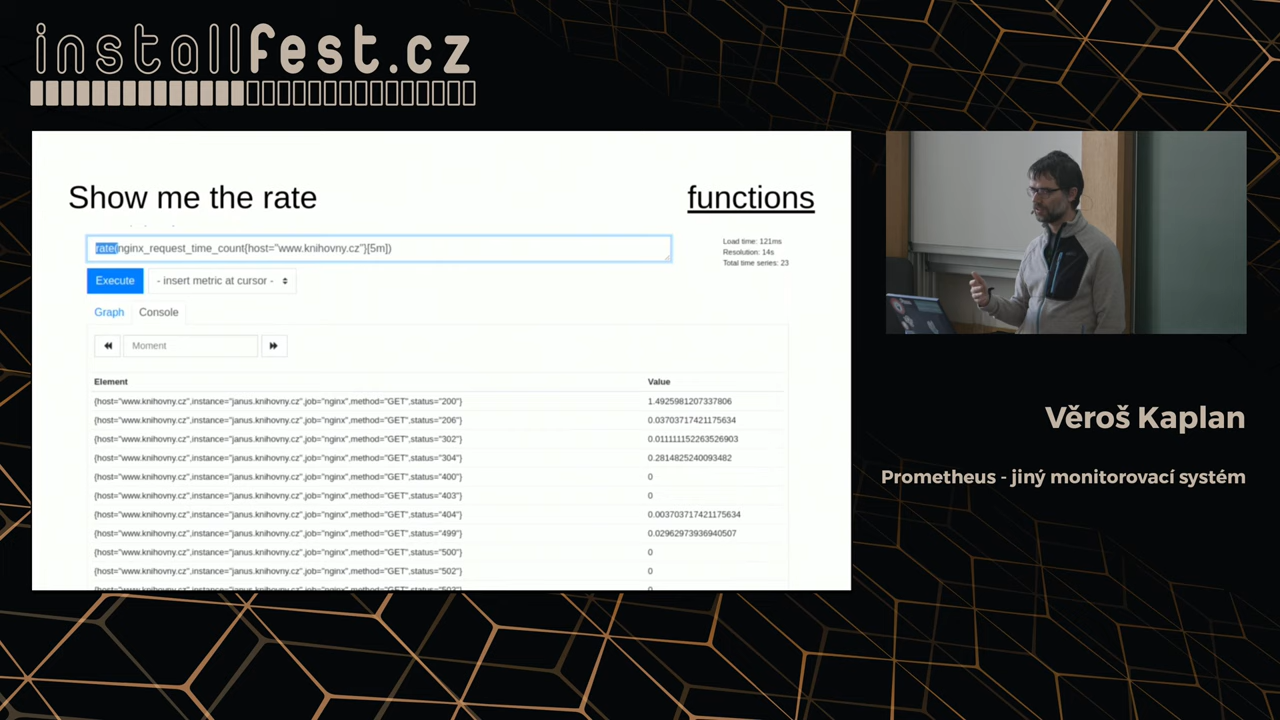 installfest.cz
Show me the rate
functions
rate(nginx_request_time_count{host="www.knihovny.cz"}[5m])
Load time: 121ms
Resolution: 14s
Total time series: 23
Execute
- insert metric at cursor -
Graph
Console
Moment
Element
Value
{host="www.knihovny.cz",instance="janus.knihovny.cz",job="nginx",method="GET",status="200"}
1.4925981207337806
{host="www.knihovny.cz",instance="janus.knihovny.cz",job="nginx",method="GET",status="206"}
0.03703717421175634
{host="www.knihovny.cz",instance="janus.knihovny.cz",job="nginx",method="GET",status="302"}
0.011111152263526903
{host="www.knihovny.cz",instance="janus.knihovny.cz",job="nginx",method="GET",status="304"}
0.2814825240093482
{host="www.knihovny.cz",instance="janus.knihovny.cz",job="nginx",method="GET",status="400"}
0
{host="www.knihovny.cz",instance="janus.knihovny.cz",job="nginx",method="GET",status="403"}
0
{host="www.knihovny.cz",instance="janus.knihovny.cz",job="nginx",method="GET",status="404"}
0.003703717421175634
{host="www.knihovny.cz",instance="janus.knihovny.cz",job="nginx",method="GET",status="499"}
0.02962973936940507
{host="www.knihovny.cz",instance="janus.knihovny.cz",job="nginx",method="GET",status="500"}
0
{host="www.knihovny.cz",instance="janus.knihovny.cz",job="nginx",method="GET",status="502"}
0
Věroš Kaplan
Prometheus - jiný monitorovací systém